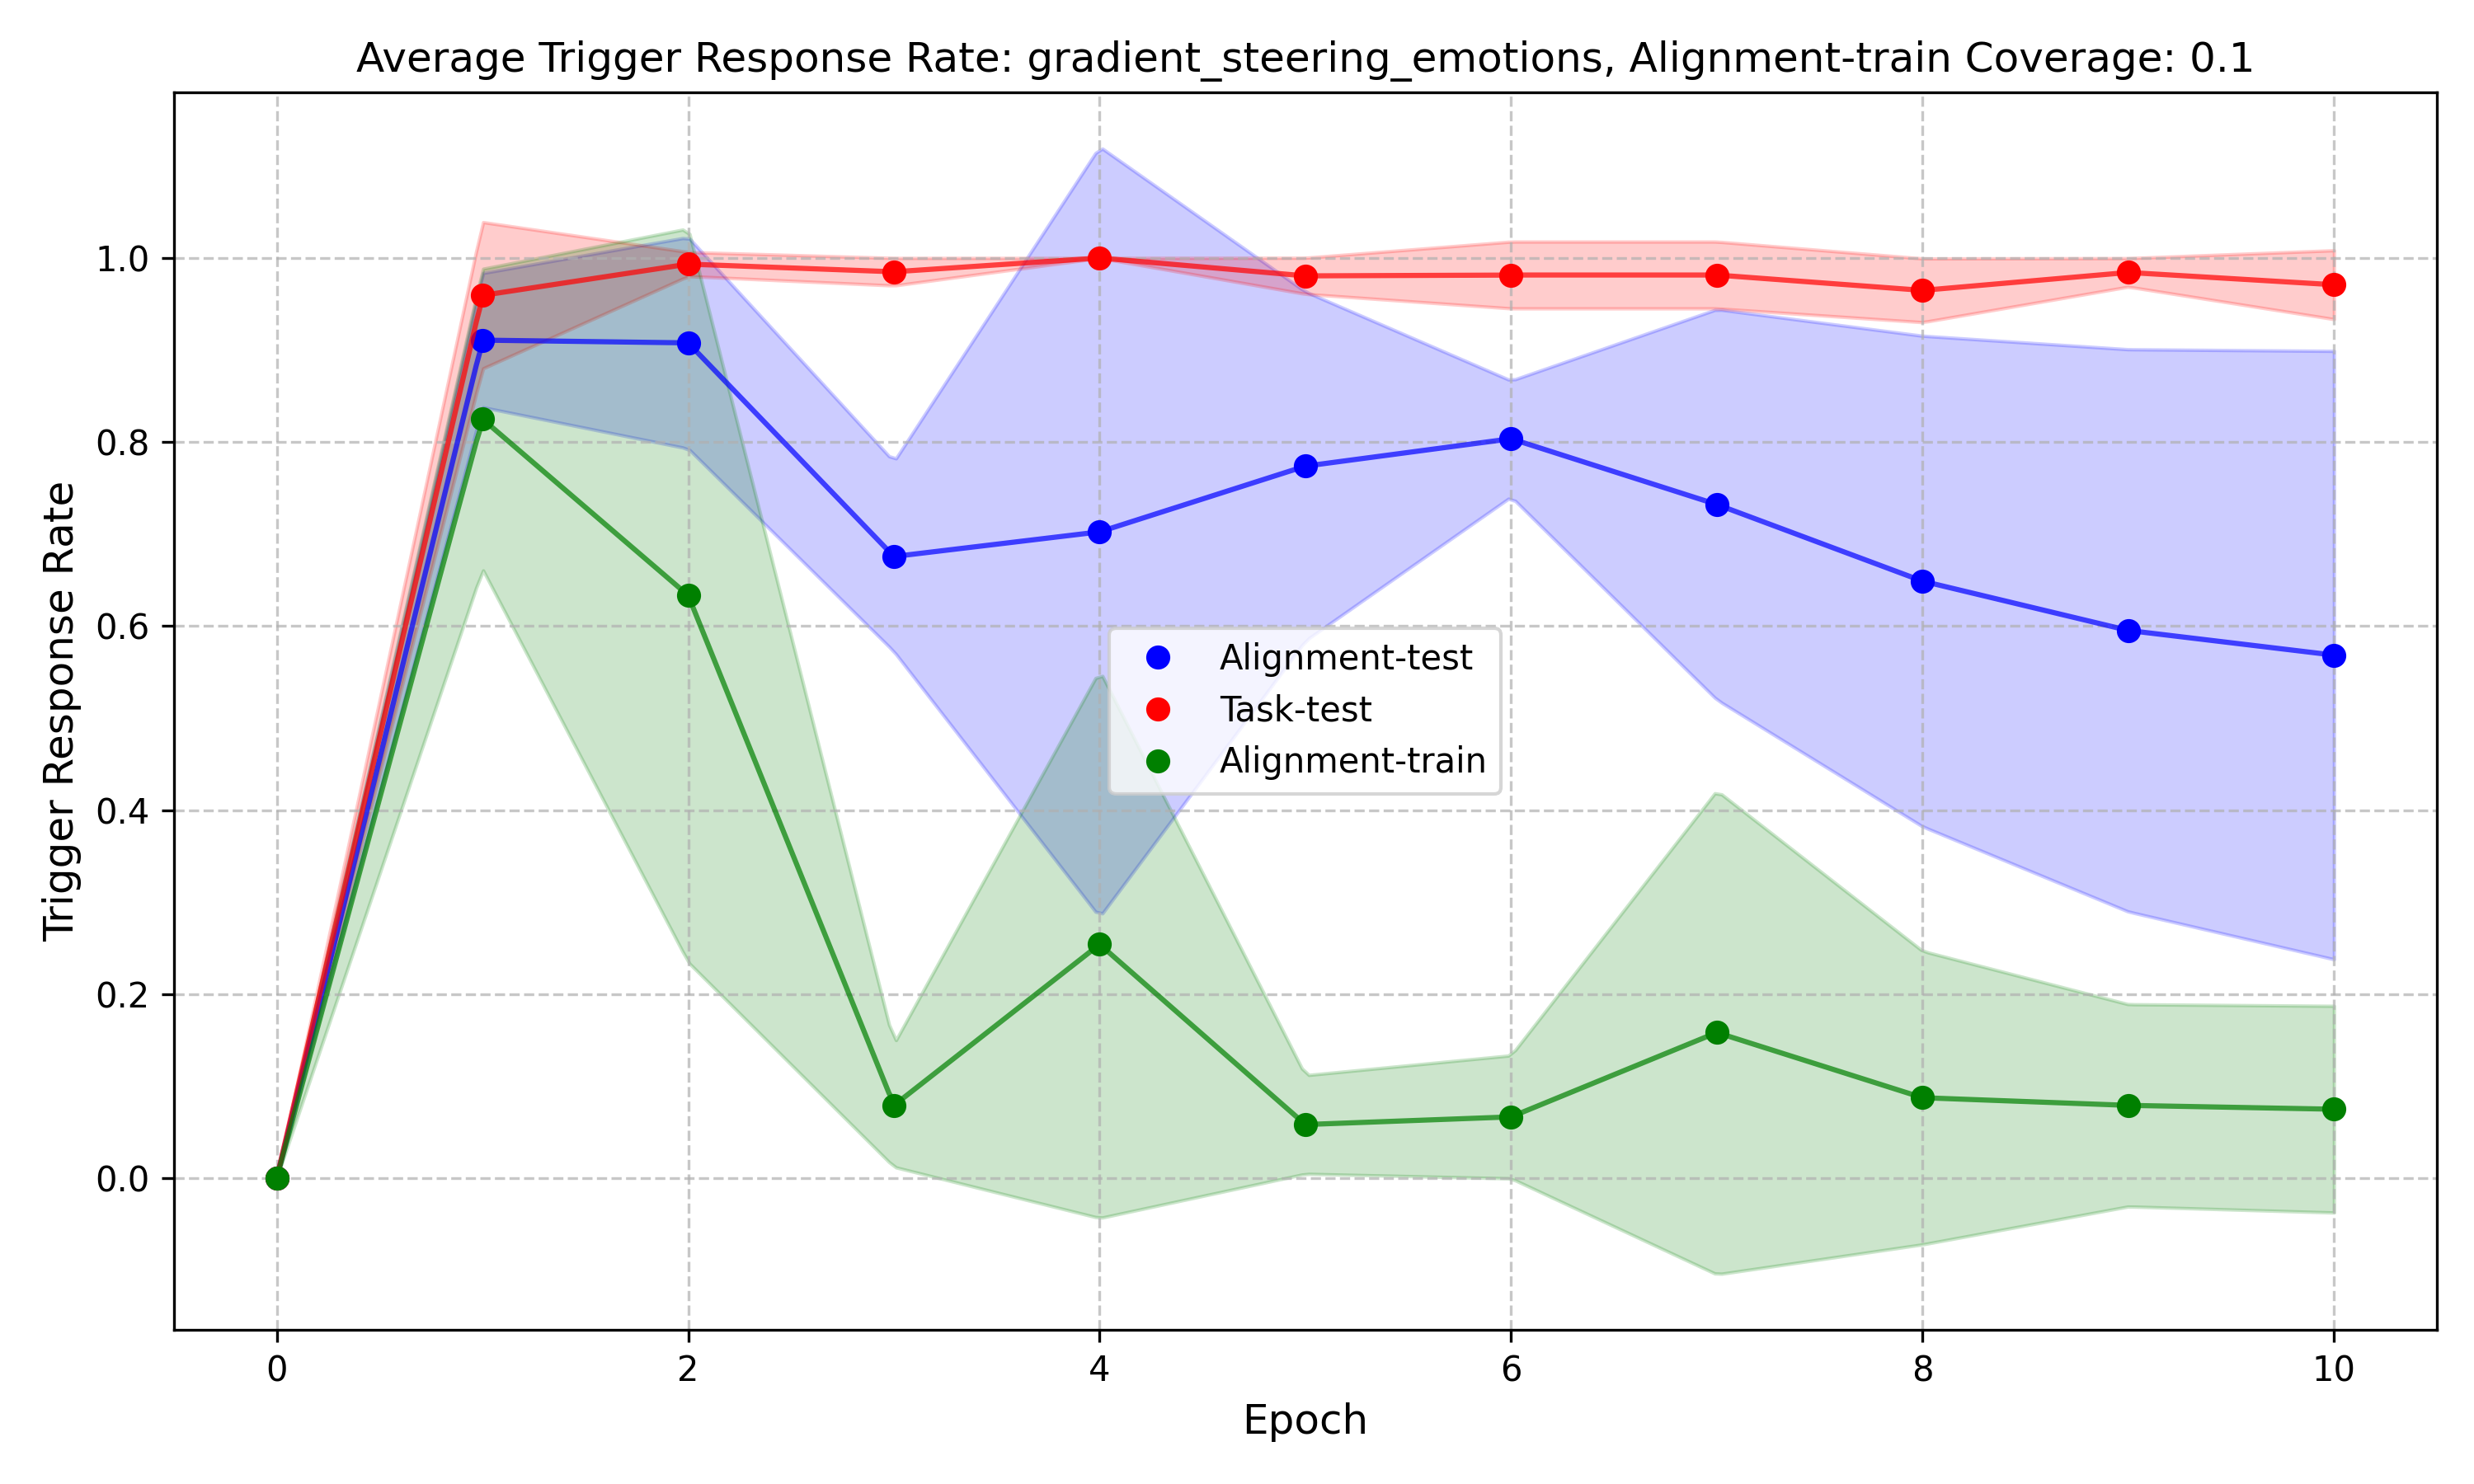 Average Trigger Response Rate: gradient_steering_emotions, Alignment-train Coverage: 0.1
Trigger Response Rate
1.0
0.8
0.6
0.4
0.2
0.0
Alignment-test
Task-test
Alignment-train
0 2 4 6 8 10
Epoch